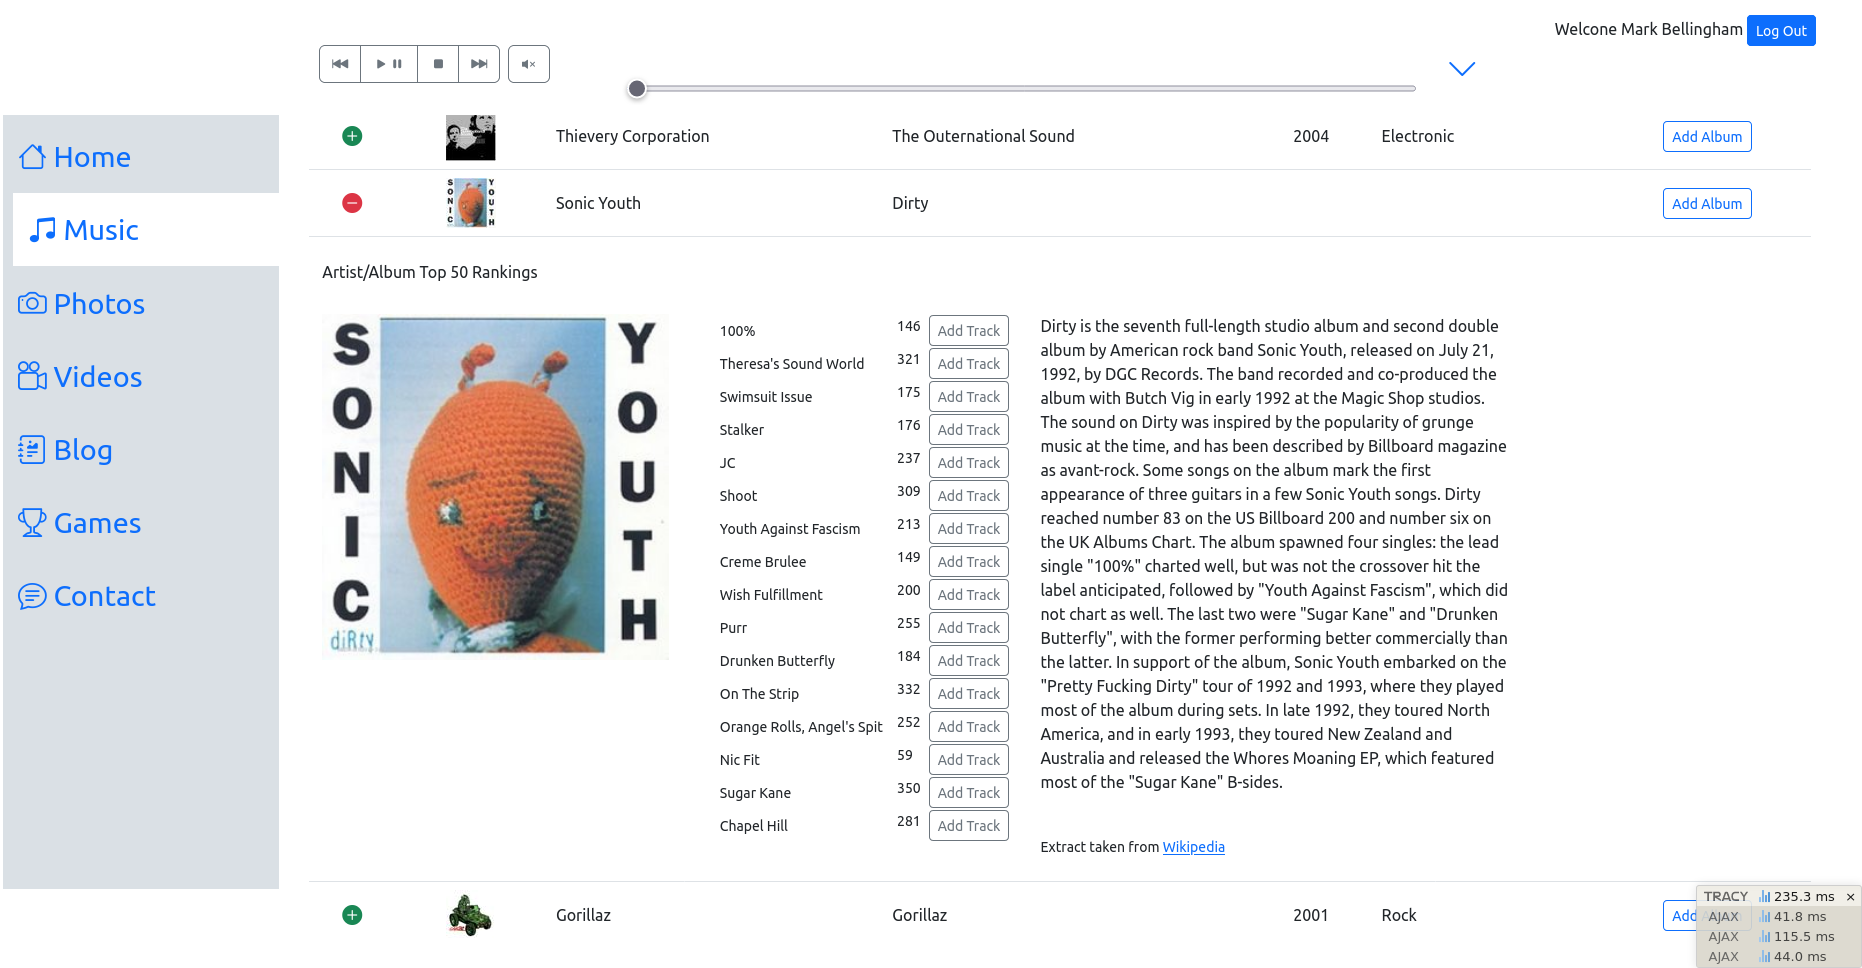 Welcone Mark Bellingham Log Out
Home
Music
Photos
Videos
Blog
Games
Contact
Thievery Corporation The Outernational Sound 2004 Electronic Add Album
SONIC YOUTH Sonic Youth Dirty Add Album
Artist/Album Top 50 Rankings
SONIC YOUTH
diRty
100% 146 Add Track
Theresa's Sound World 321 Add Track
Swimsuit Issue 175 Add Track
Stalker 176 Add Track
JC 237 Add Track
Shoot 309 Add Track
Youth Against Fascism 213 Add Track
Creme Brulee 149 Add Track
Wish Fulfillment 200 Add Track
Purr 255 Add Track
Drunken Butterfly 184 Add Track
On The Strip 332 Add Track
Orange Rolls, Angel's Spit 252 Add Track
Nic Fit 59 Add Track
Sugar Kane 350 Add Track
Chapel Hill 281 Add Track
Dirty is the seventh full-length studio album and second double
album by American rock band Sonic Youth, released on July 21,
1992, by DGC Records. The band recorded and co-produced the
album with Butch Vig in early 1992 at the Magic Shop studios.
The sound on Dirty was inspired by the popularity of grunge
music at the time, and has been described by Billboard magazine
as avant-rock. Some songs on the album mark the first
appearance of three guitars in a few Sonic Youth songs. Dirty
reached number 83 on the US Billboard 200 and number six on
the UK Albums Chart. The album spawned four singles: the lead
single "100%" charted well, but was not the crossover hit the
label anticipated, followed by "Youth Against Fascism", which did
not chart as well. The last two were "Sugar Kane" and "Drunken
Butterfly", with the former performing better commercially than
the latter. In support of the album, Sonic Youth embarked on the
"Pretty Fucking Dirty" tour of 1992 and 1993, where they played
most of the album during sets. In late 1992, they toured North
America, and in early 1993, they toured New Zealand and
Australia and released the Whores Moaning EP, which featured
most of the "Sugar Kane" B-sides.
Extract taken from Wikipedia
Gorillaz Gorillaz 2001 Rock Add
TRACY 235.3 ms ×
AJAX 41.8 ms
AJAX 115.5 ms
AJAX 44.0 ms